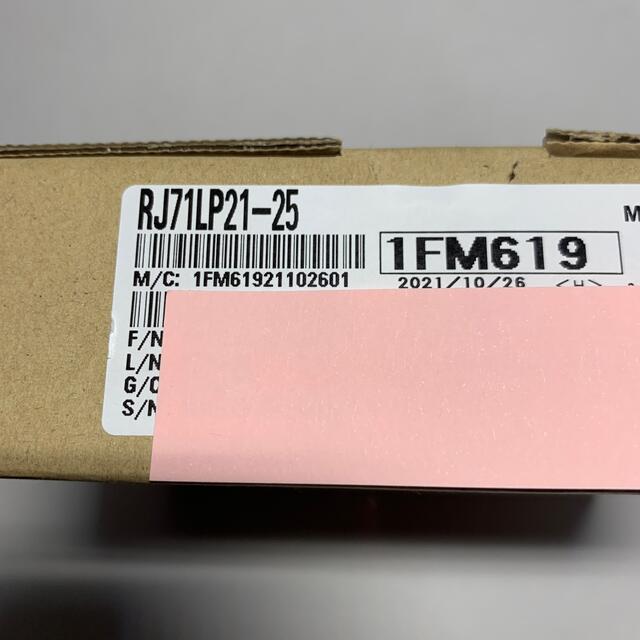 RJ71LP21-25
M
1FM619
M/C: 1FM61921102601
2021/10/26 <H>
F/N
L/N
G/C
S/N